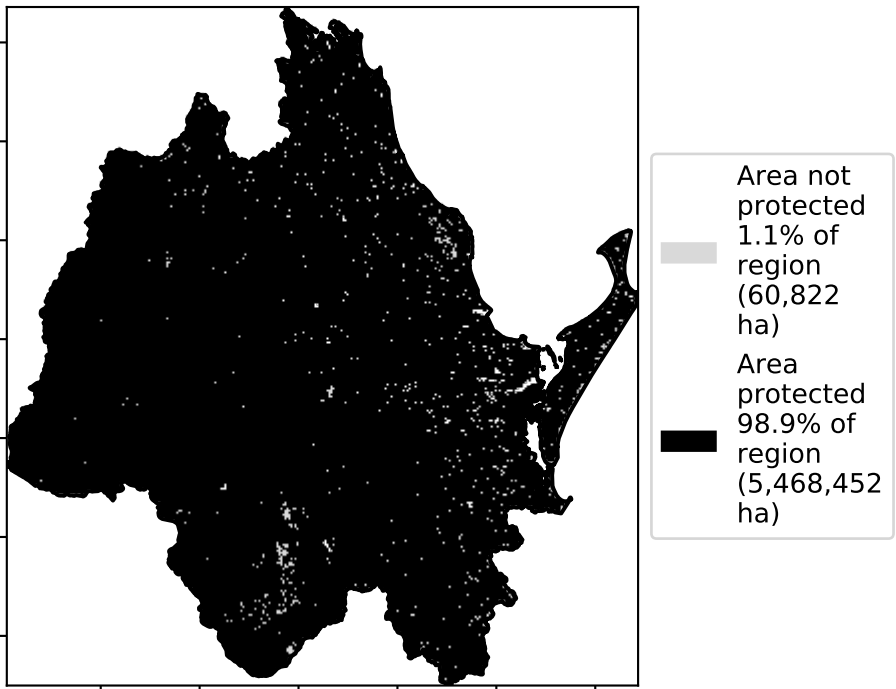 Area not
protected
1.1% of
region
(60,822
ha)
Area
protected
98.9% of
region
(5,468,452
ha)